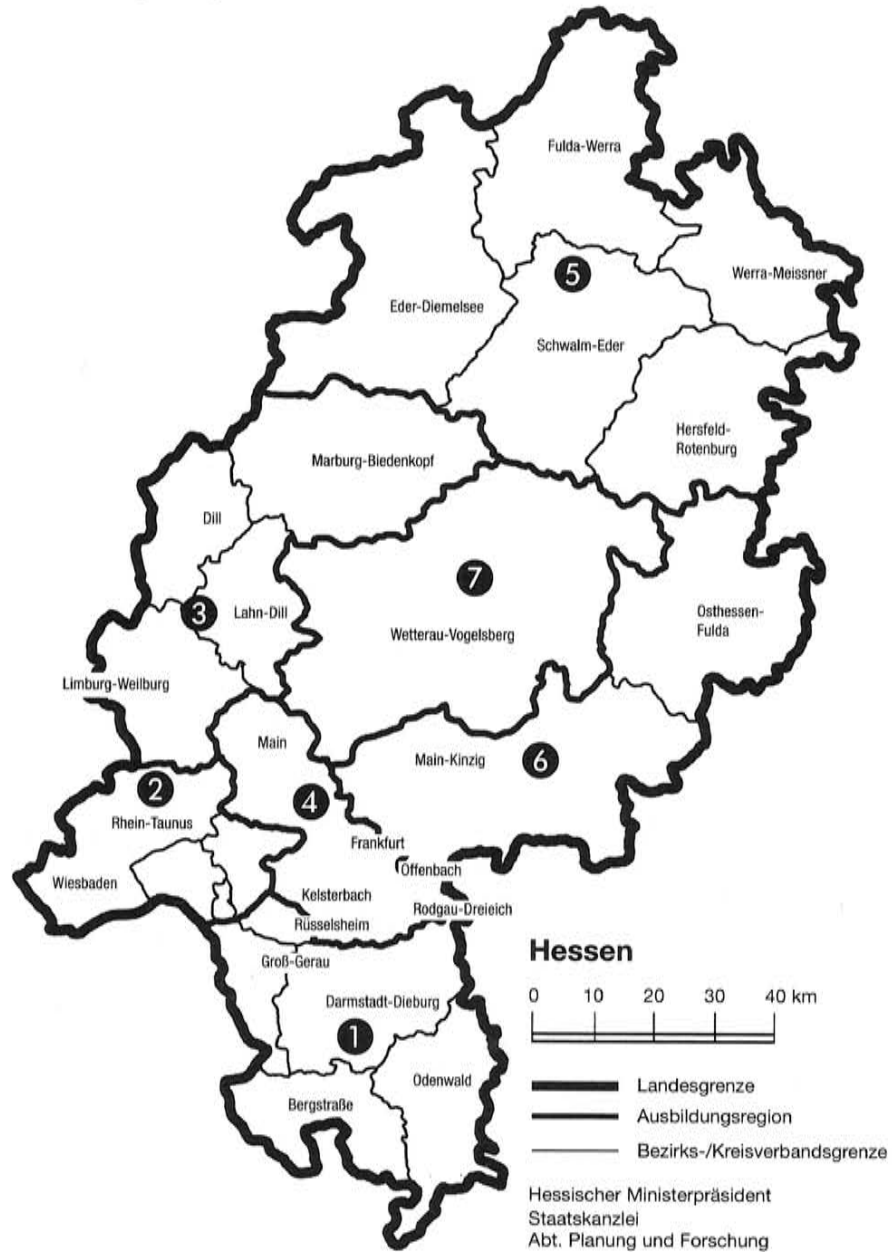 Fulda-Werra
5
Werra-Meissner
Eder-Diemelsee
Schwalm-Eder
Hersfeld-
Rotenburg
Marburg-Biedenkopf
Dill
7
3
Lahn-Dill
Wetterau-Vogelsberg
Osthessen-
Fulda
Limburg-Weilburg
Main
Main-Kinzig
6
2
4
Rhein-Taunus
Frankfurt
Offenbach
Wiesbaden
Kelsterbach
Rodgau-Dreieich
Rüsselsheim
Groß-Gerau
Darmstadt-Dieburg
1
Odenwald
Bergstraße
Hessen
0 10 20 30 40 km
Landesgrenze
Ausbildungsregion
Bezirks-/Kreisverbandsgrenze
Hessischer Ministerpräsident
Staatskanzlei
Abt. Planung und Forschung